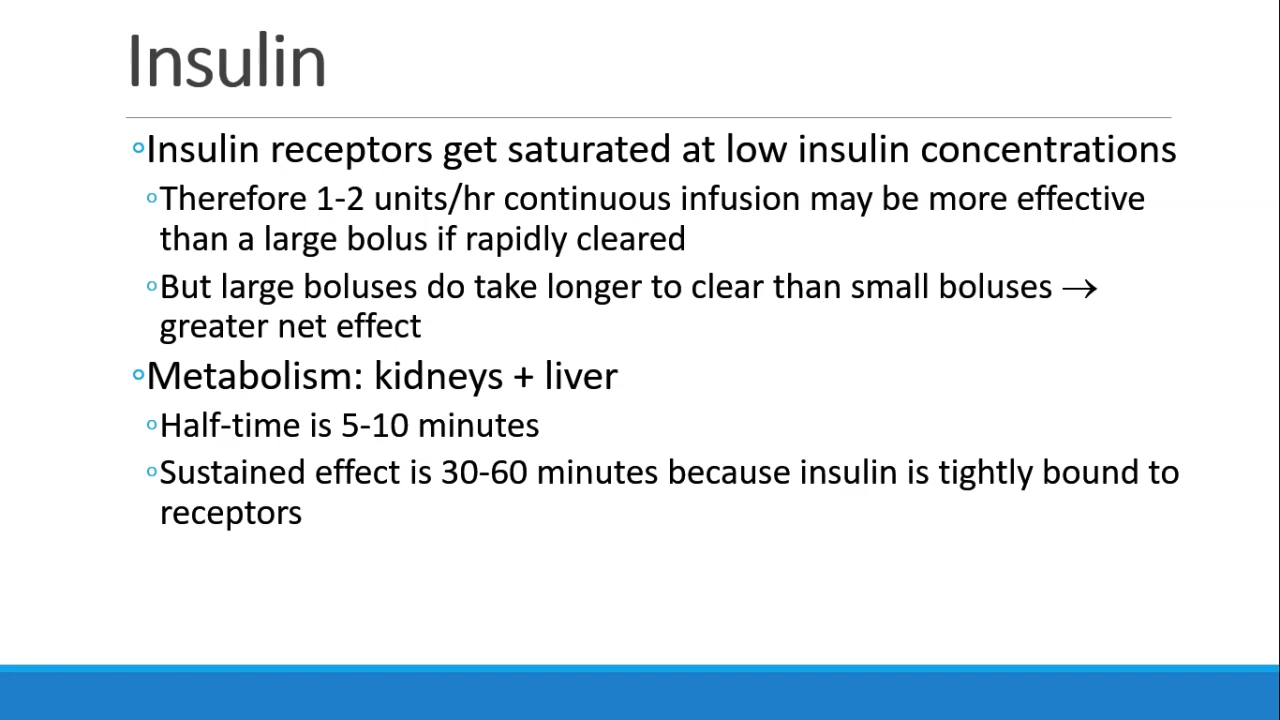 Insulin
◦Insulin receptors get saturated at low insulin concentrations
◦Therefore 1-2 units/hr continuous infusion may be more effective
than a large bolus if rapidly cleared
◦But large boluses do take longer to clear than small boluses →
greater net effect
◦Metabolism: kidneys + liver
◦Half-time is 5-10 minutes
◦Sustained effect is 30-60 minutes because insulin is tightly bound to
receptors